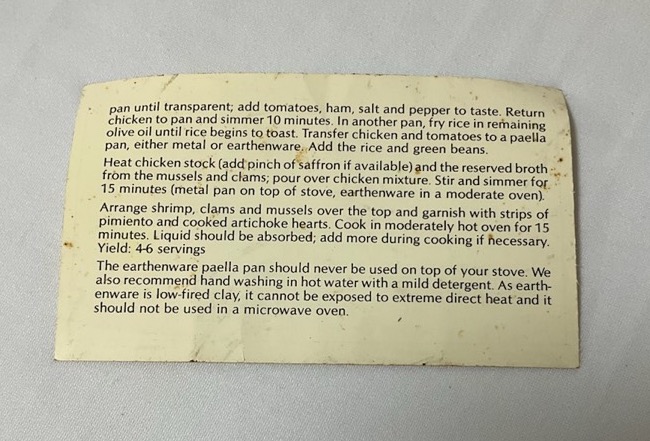 pan until transparent; add tomatoes, ham, salt and pepper to taste. Return
chicken to pan and simmer 10 minutes. In another pan, fry rice in remaining
olive oil until rice begins to toast. Transfer chicken and tomatoes to a paella
pan, either metal or earthenware. Add the rice and green beans.
Heat chicken stock (add pinch of saffron if available) and the reserved broth
from the mussels and clams; pour over chicken mixture. Stir and simmer for
15 minutes (metal pan on top of stove, earthenware in a moderate oven).
Arrange shrimp, clams and mussels over the top and garnish with strips of
pimiento and cooked artichoke hearts. Cook in moderately hot oven for 15
minutes. Liquid should be absorbed; add more during cooking if necessary.
Yield: 4-6 servings
The earthenware paella pan should never be used on top of your stove. We
also recommend hand washing in hot water with a mild detergent. As earth-
enware is low-fired clay, it cannot be exposed to extreme direct heat and it
should not be used in a microwave oven.